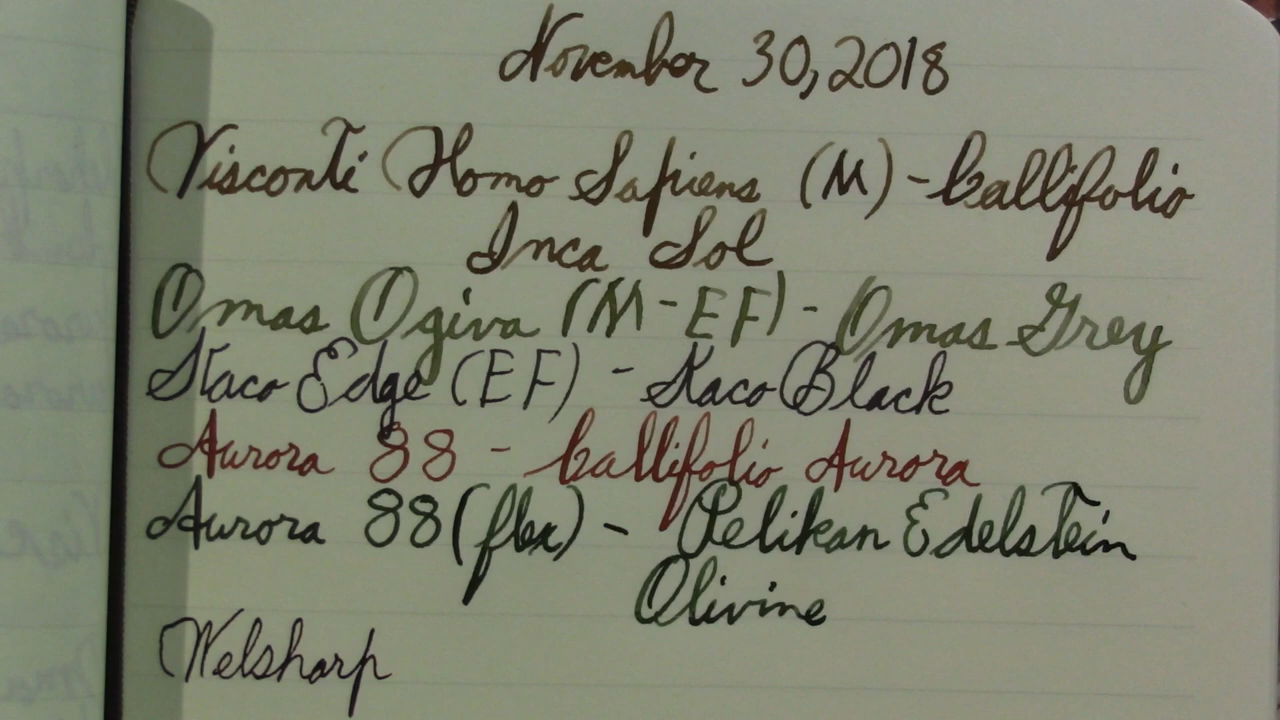 November 30, 2018
Visconti Homo Sapiens (M) - Callifolio
Inca Sol
Omas Ogiva (M-EF) - Omas Grey
Kaco Edge (EF) - Kaco Black
Aurora 88 - Callifolio Aurora
Aurora 88 (flex) - Pelikan Edelstein
Olivine
Welsharp